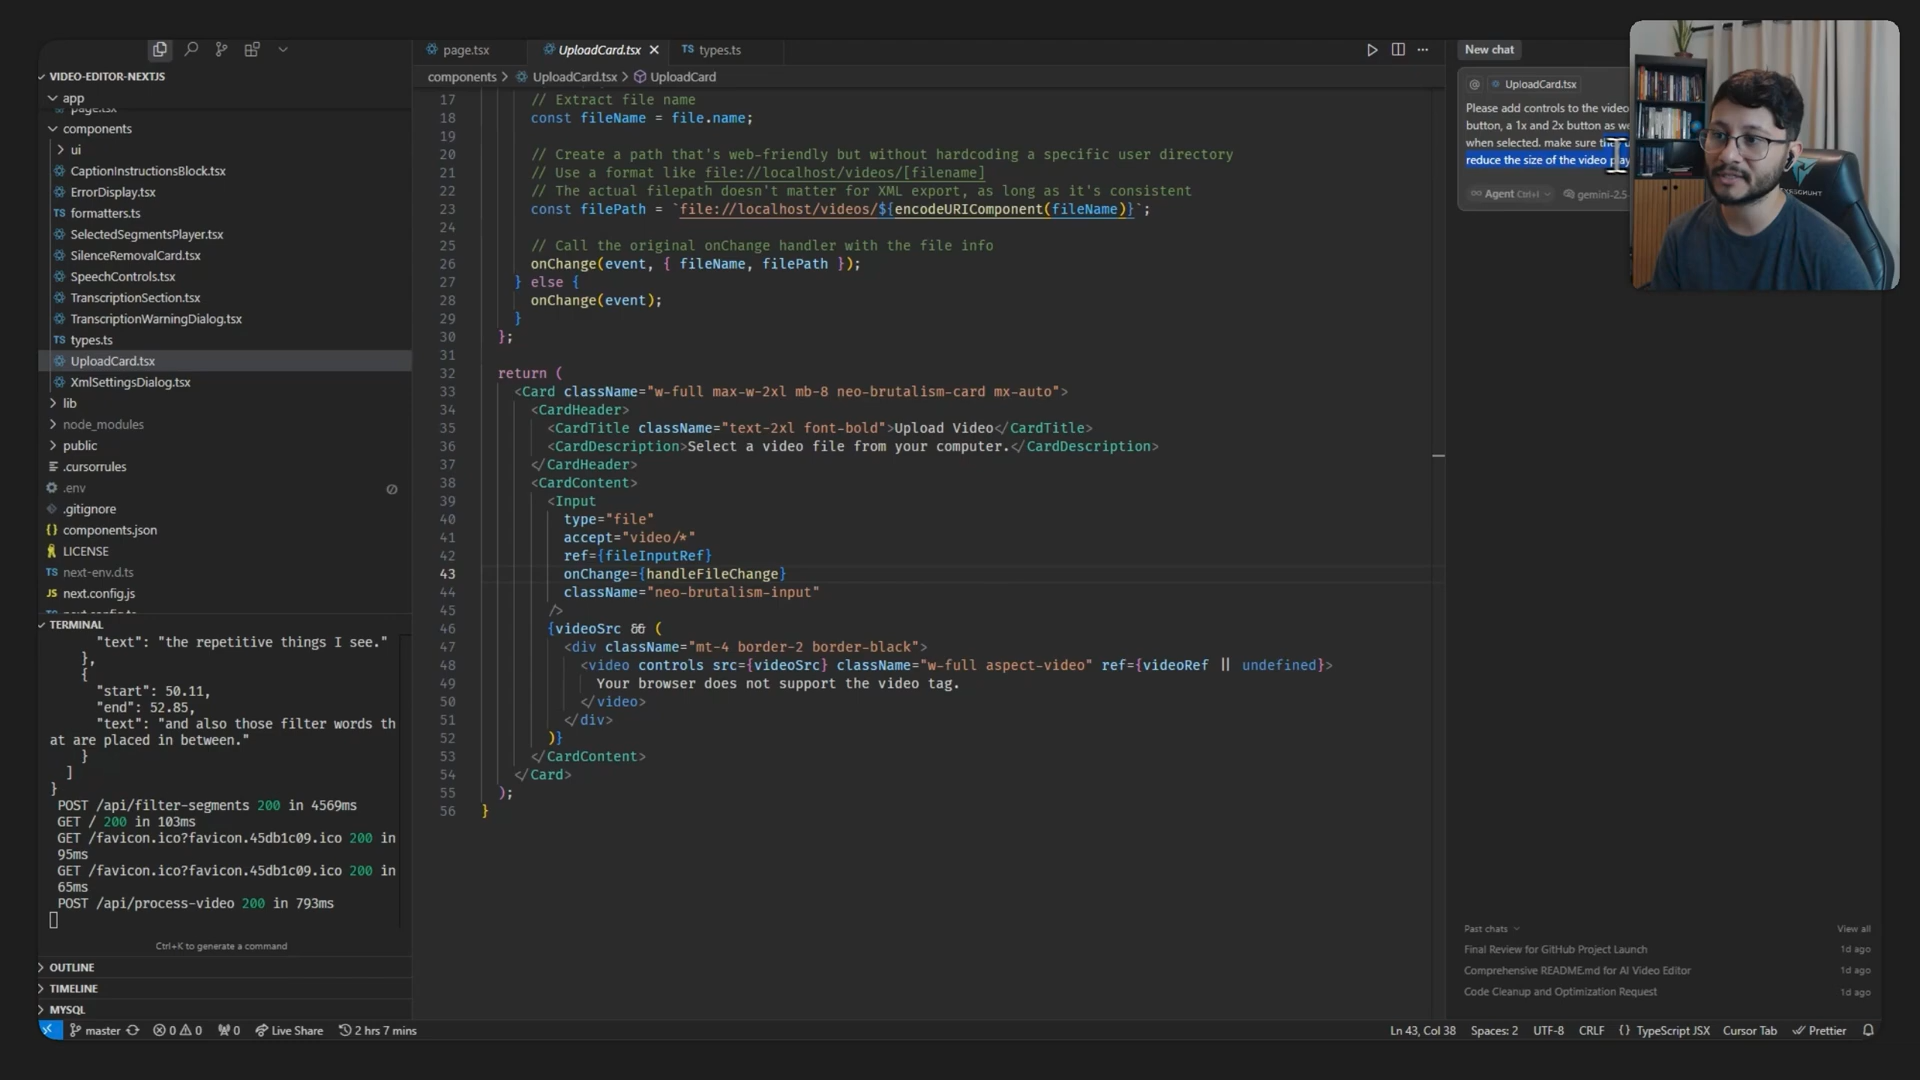 VIDEO-EDITOR-NEXTJS
app
page.tsx
components
ui
CaptionInstructionsBlock.tsx
ErrorDisplay.tsx
formatters.ts
SelectedSegmentsPlayer.tsx
SilenceRemovalCard.tsx
SpeechControls.tsx
TranscriptionSection.tsx
TranscriptionWarningDialog.tsx
TS types.ts
UploadCard.tsx
XmlSettingsDialog.tsx
lib
node_modules
public
.cursorrules
.env
.gitignore
{} components.json
LICENSE
TS next-env.d.ts
JS next.config.js
TERMINAL
"text": "the repetitive things I see."
},
{
"start": 50.11,
"end": 52.85,
"text": "and also those filter words th
at are placed in between."
}
]
}
POST /api/filter-segments 200 in 4569ms
GET / 200 in 103ms
GET /favicon.ico?favicon.45db1c09.ico 200 in
95ms
GET /favicon.ico?favicon.45db1c09.ico 200 in
65ms
POST /api/process-video 200 in 793ms
Ctrl+K to generate a command
OUTLINE
TIMELINE
MYSQL
page.tsx UploadCard.tsx TS types.ts
components > UploadCard.tsx > UploadCard
17 // Extract file name
18 const fileName = file.name;
19
20 // Create a path that's web-friendly but without hardcoding a specific user directory
21 // Use a format like file://localhost/videos/[filename]
22 // The actual filepath doesn't matter for XML export, as long as it's consistent
23 const filePath = `file://localhost/videos/${encodeURIComponent(fileName)}`;
24
25 // Call the original onChange handler with the file info
26 onChange(event, { fileName, filePath });
27 } else {
28 onChange(event);
29 }
30 };
31
32 return (
33 <Card className="w-full max-w-2xl mb-8 neo-brutalism-card mx-auto">
34 <CardHeader>
35 <CardTitle className="text-2xl font-bold">Upload Video</CardTitle>
36 <CardDescription>Select a video file from your computer.</CardDescription>
37 </CardHeader>
38 <CardContent>
39 <Input
40 type="file"
41 accept="video/*"
42 ref={fileInputRef}
43 onChange={handleFileChange}
44 className="neo-brutalism-input"
45 />
46 {videoSrc && (
47 <div className="mt-4 border-2 border-black">
48 <video controls src={videoSrc} className="w-full aspect-video" ref={videoRef || undefined}>
49 Your browser does not support the video tag.
50 </video>
51 </div>
52 )}
53 </CardContent>
54 </Card>
55 );
56 }
New chat
@ UploadCard.tsx
Please add controls to the video
button, a 1x and 2x button as we
when selected. make sure
reduce the size of the video
Agent Ctrl+I gemini-2.5
Past chats View all
Final Review for GitHub Project Launch 1d ago
Comprehensive README.md for AI Video Editor 1d ago
Code Cleanup and Optimization Request 1d ago
master 0 0 0 Live Share 2 hrs 7 mins Ln 43, Col 38 Spaces: 2 UTF-8 CRLF {} TypeScript JSX Cursor Tab Prettier